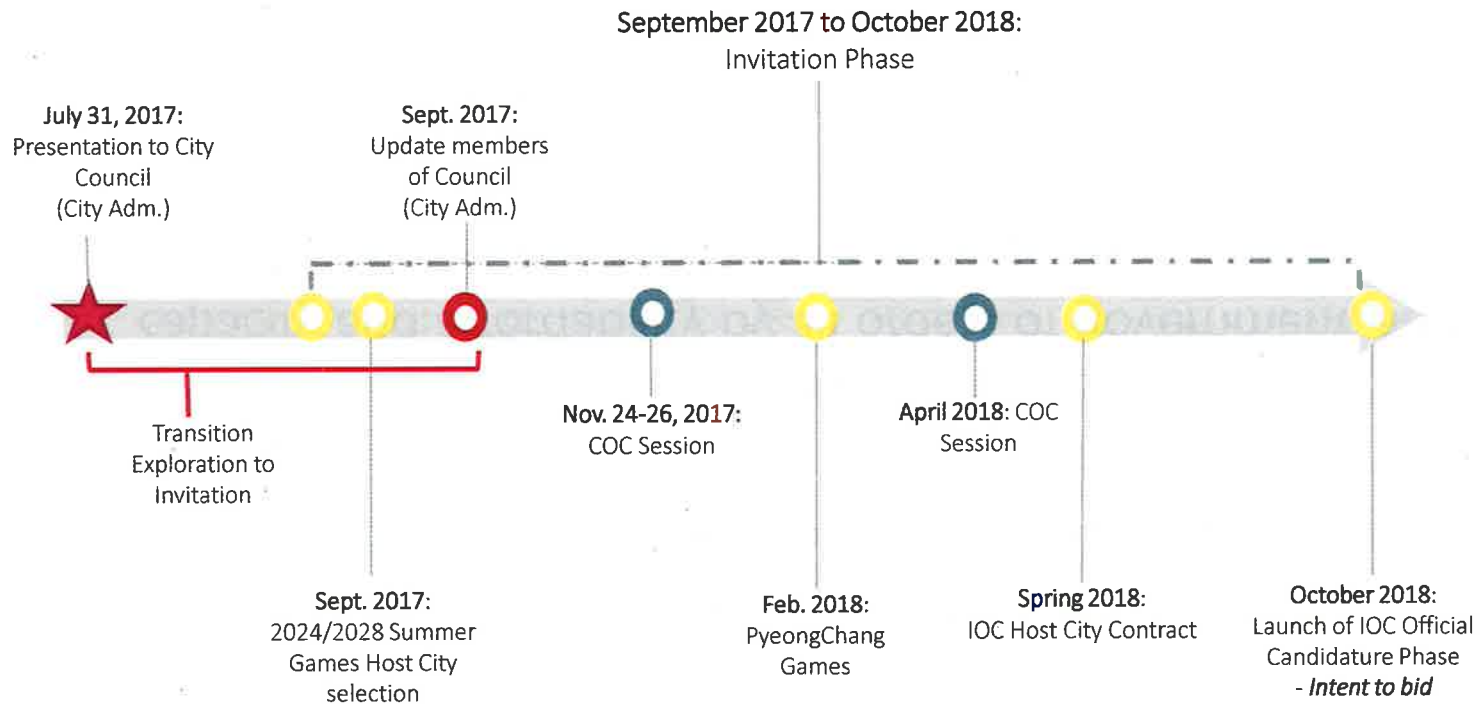 September 2017 to October 2018:
Invitation Phase
July 31, 2017:
Presentation to City
Council
(City Adm.)
Sept. 2017:
Update members
of Council
(City Adm.)
Transition
Exploration to
Invitation
Nov. 24-26, 2017:
COC Session
April 2018: COC
Session
Sept. 2017:
2024/2028 Summer
Games Host City
selection
Feb. 2018:
PyeongChang
Games
Spring 2018:
IOC Host City Contract
October 2018:
Launch of IOC Official
Candidature Phase
- Intent to bid